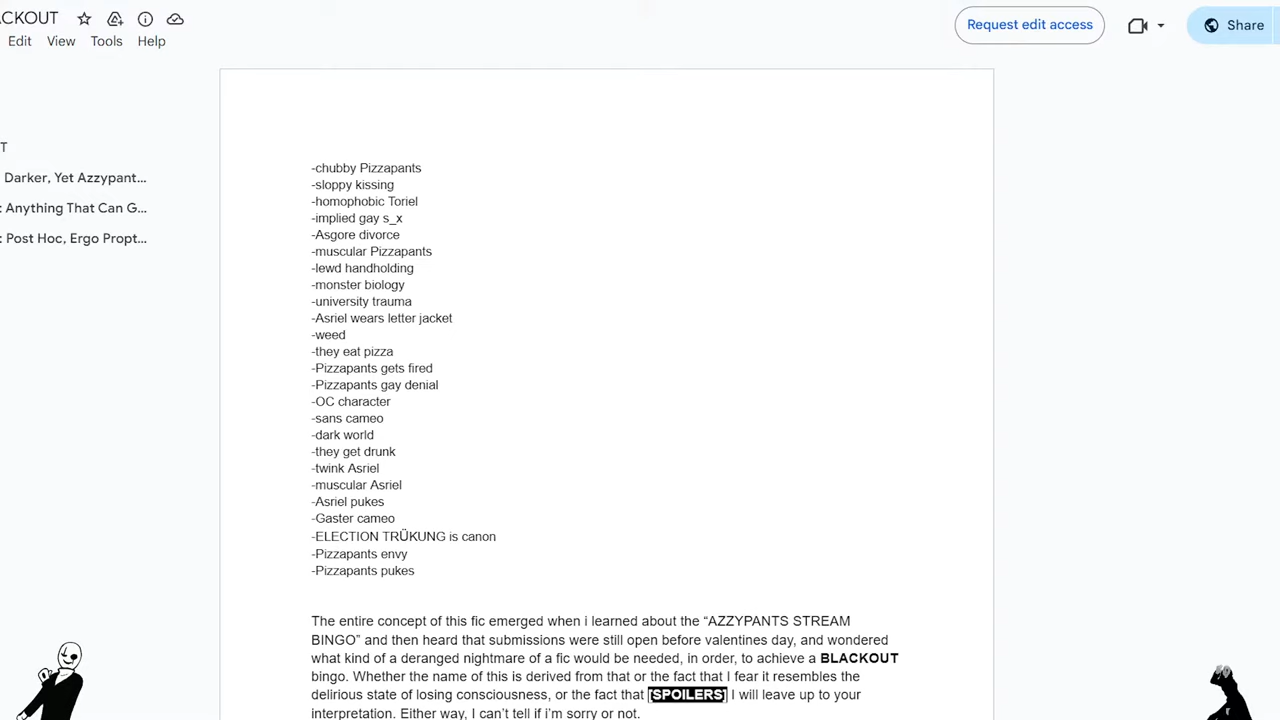 CKOUT
Edit View Tools Help
Request edit access
Share
T
Darker, Yet Azzypant...
: Anything That Can G...
: Post Hoc, Ergo Propt...
-chubby Pizzapants
-sloppy kissing
-homophobic Toriel
-implied gay s_x
-Asgore divorce
-muscular Pizzapants
-lewd handholding
-monster biology
-university trauma
-Asriel wears letter jacket
-weed
-they eat pizza
-Pizzapants gets fired
-Pizzapants gay denial
-OC character
-sans cameo
-dark world
-they get drunk
-twink Asriel
-muscular Asriel
-Asriel pukes
-Gaster cameo
-ELECTION TRÜKUNG is canon
-Pizzapants envy
-Pizzapants pukes
The entire concept of this fic emerged when i learned about the “AZZYPANTS STREAM
BINGO” and then heard that submissions were still open before valentines day, and wondered
what kind of a deranged nightmare of a fic would be needed, in order, to achieve a BLACKOUT
bingo. Whether the name of this is derived from that or the fact that I fear it resembles the
delirious state of losing consciousness, or the fact that [SPOILERS] I will leave up to your
interpretation. Either way, I can’t tell if i’m sorry or not.